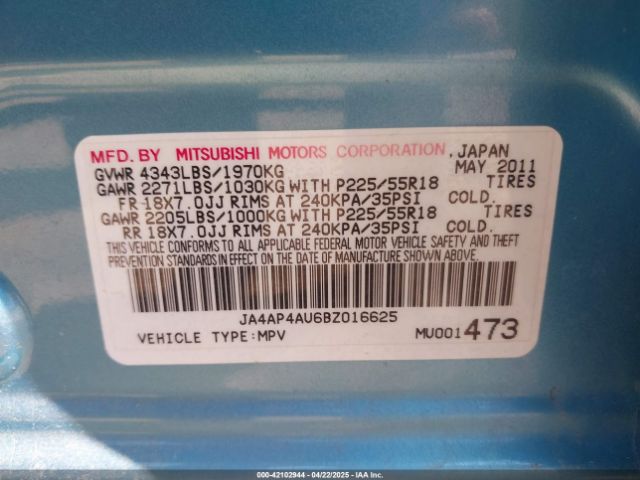 MFD. BY MITSUBISHI MOTORS CORPORATION, JAPAN
GVWR 4343LBS/1970KG MAY 2011
GAWR 2271LBS/1030KG WITH P225/55R18 TIRES
FR 18X7.0JJ RIMS AT 240KPA/35PSI COLD.
GAWR 2205LBS/1000KG WITH P225/55R18 TIRES
RR 18X7.0JJ RIMS AT 240KPA/35PSI COLD.
THIS VEHICLE CONFORMS TO ALL APPLICABLE FEDERAL MOTOR VEHICLE SAFETY AND THEFT
PREVENTION STANDARDS IN EFFECT ON THE DATE OF MANUFACTURE SHOWN ABOVE.
JA4AP4AU6BZ016625
VEHICLE TYPE:MPV MU001473
000-42102944 - 04/22/2025 - IAAI